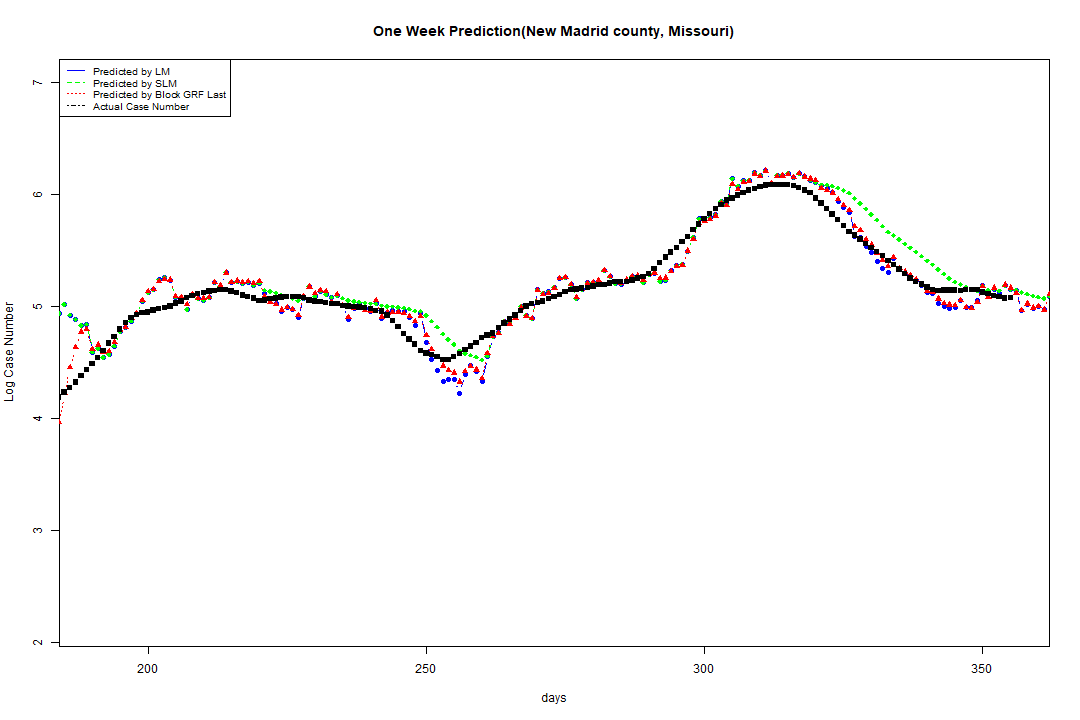 One Week Prediction(New Madrid county, Missouri)
Predicted by LM
Predicted by SLM
Predicted by Block GRF Last
Actual Case Number
Log Case Number
7
6
5
4
3
2
200 250 300 350
days